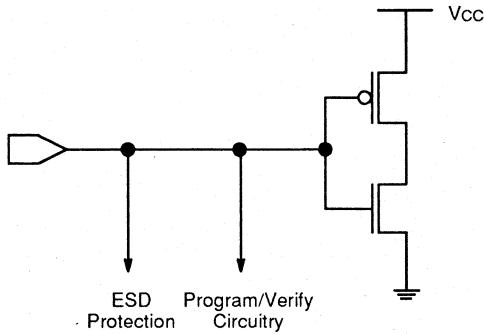 VCC
ESD
Protection
Program/Verify
Circuitry